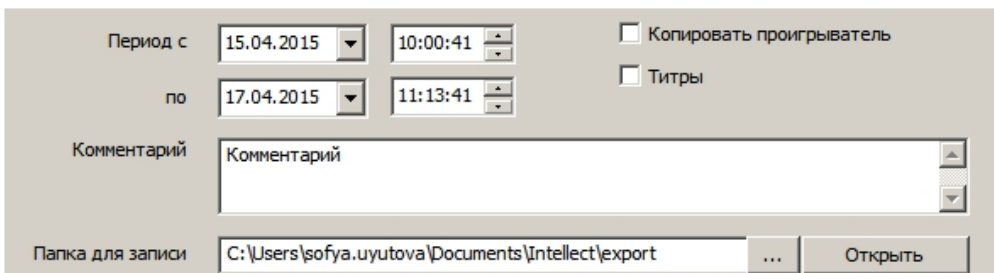 Период с 15.04.2015 10:00:41 Копировать проигрыватель
Титры
по 17.04.2015 11:13:41
Комментарий Комментарий
Папка для записи C:\Users\sofya.uyutova\Documents\Intellect\export ... Открыть